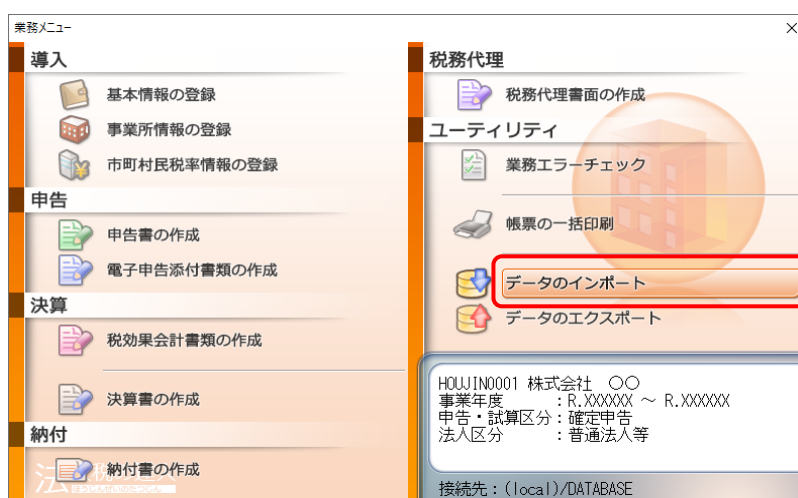 業務メニュー
導入
基本情報の登録
事業所情報の登録
市町村民税率情報の登録
申告
申告書の作成
電子申告添付書類の作成
決算
税効果会計書類の作成
決算書の作成
納付
納付書の作成
税務代理
税務代理書面の作成
ユーティリティ
業務エラーチェック
帳票の一括印刷
データのインポート
データのエクスポート
HOUJIN0001 株式会社 〇〇
事業年度 :R.XXXXXX ～ R.XXXXXX
申告・試算区分:確定申告
法人区分 :普通法人等
接続先:(local)/DATABASE